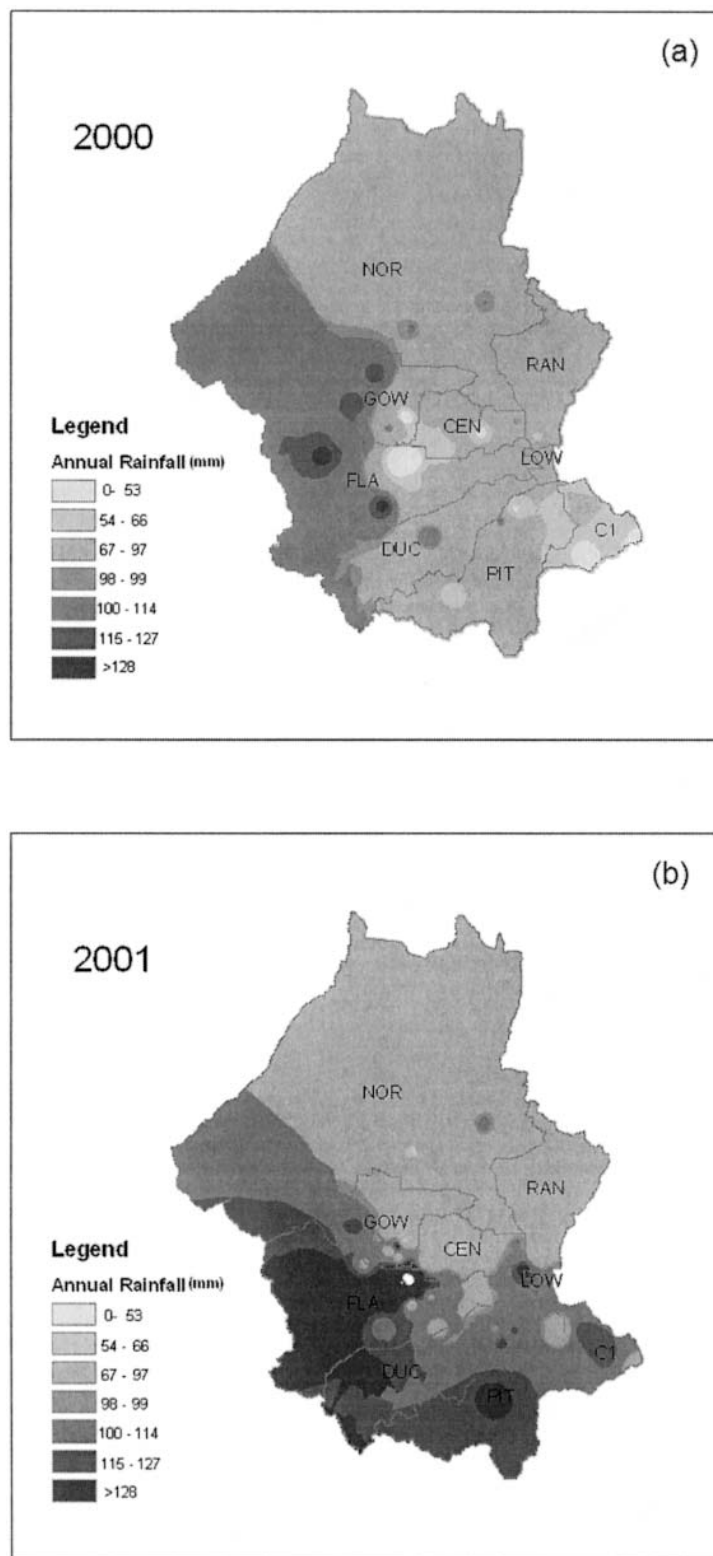 (a)
2000
NOR
RAN
GOW
CEN
LOW
FLA
C1
DUC
PIT
Legend
Annual Rainfall (mm)
0- 53
54 - 66
67 - 97
98 - 99
100 - 114
115 - 127
>128
(b)
2001
NOR
RAN
GOW
CEN
LOW
FLA
C1
DUC
PIT
Legend
Annual Rainfall (mm)
0- 53
54 - 66
67 - 97
98 - 99
100 - 114
115 - 127
>128